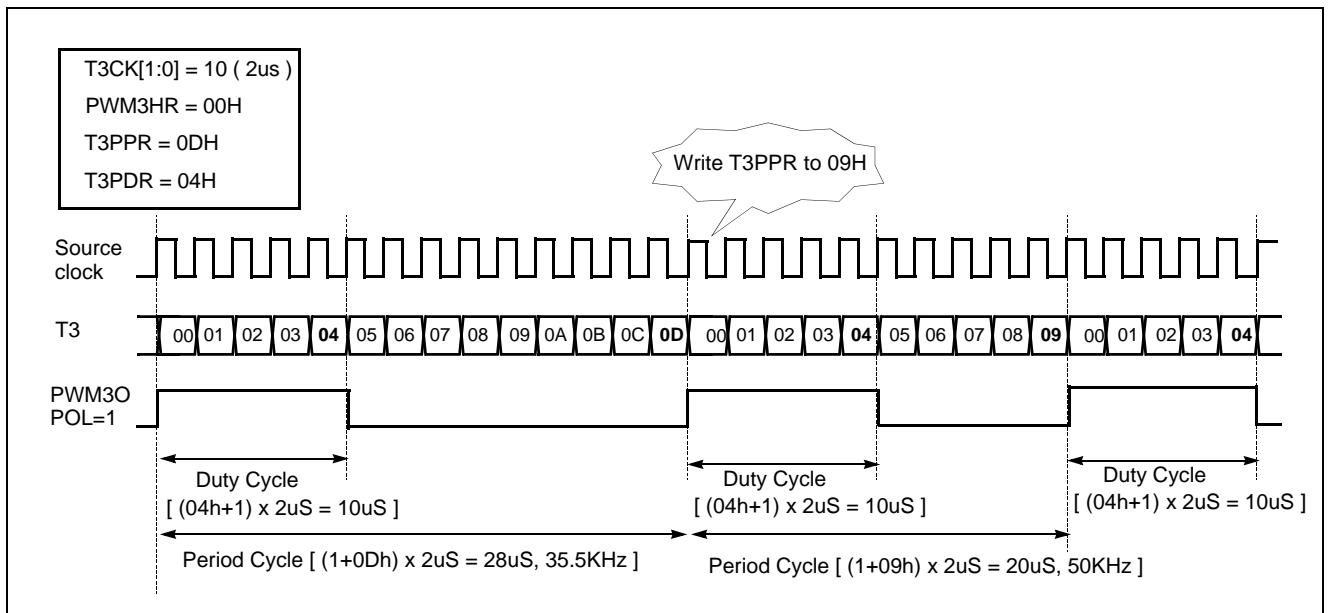 T3CK[1:0] = 10 ( 2us )
PWM3HR = 00H
T3PPR = 0DH
T3PDR = 04H
Write T3PPR to 09H
Source
clock
T3 00 01 02 03 04 05 06 07 08 09 0A 0B 0C 0D 00 01 02 03 04 05 06 07 08 09 00 01 02 03 04
PWM3O
POL=1
Duty Cycle
[ (04h+1) x 2uS = 10uS ]
Duty Cycle
[ (04h+1) x 2uS = 10uS ]
Duty Cycle
[ (04h+1) x 2uS = 10uS ]
Period Cycle [ (1+0Dh) x 2uS = 28uS, 35.5KHz ]
Period Cycle [ (1+09h) x 2uS = 20uS, 50KHz ]